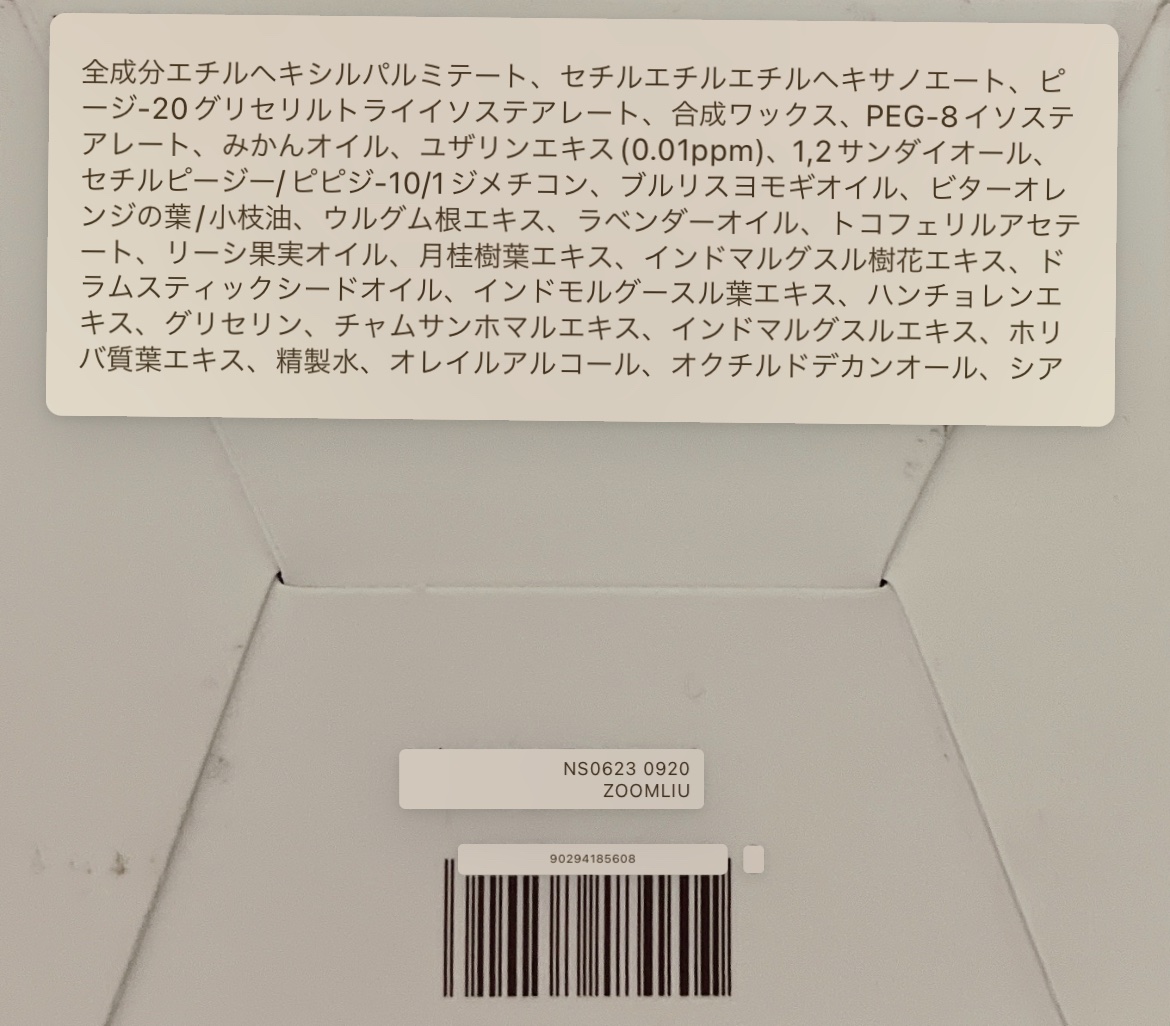 全成分エチルヘキシルパルミテート、セチルエチルエチルヘキサノエート、ピ
ージ-20グリセリルトライイソステアレート、合成ワックス、PEG-8イソステ
アレート、みかんオイル、ユザリンエキス(0.01ppm)、1,2サンダイオール、
セチルピージー/ピピジ-10/1ジメチコン、ブルリスヨモギオイル、ビターオレ
ンジの葉/小枝油、ウルグム根エキス、ラベンダーオイル、トコフェリルアセテ
ート、リーシ果実オイル、月桂樹葉エキス、インドマルグスル樹花エキス、ド
ラムスティックシードオイル、インドモルグースル葉エキス、ハンチョレンエ
キス、グリセリン、チャムサンホマルエキス、インドマルグスルエキス、ホリ
バ質葉エキス、精製水、オレイルアルコール、オクチルドデカンオール、シア
NS0623 0920
ZOOMLIU
90294185608